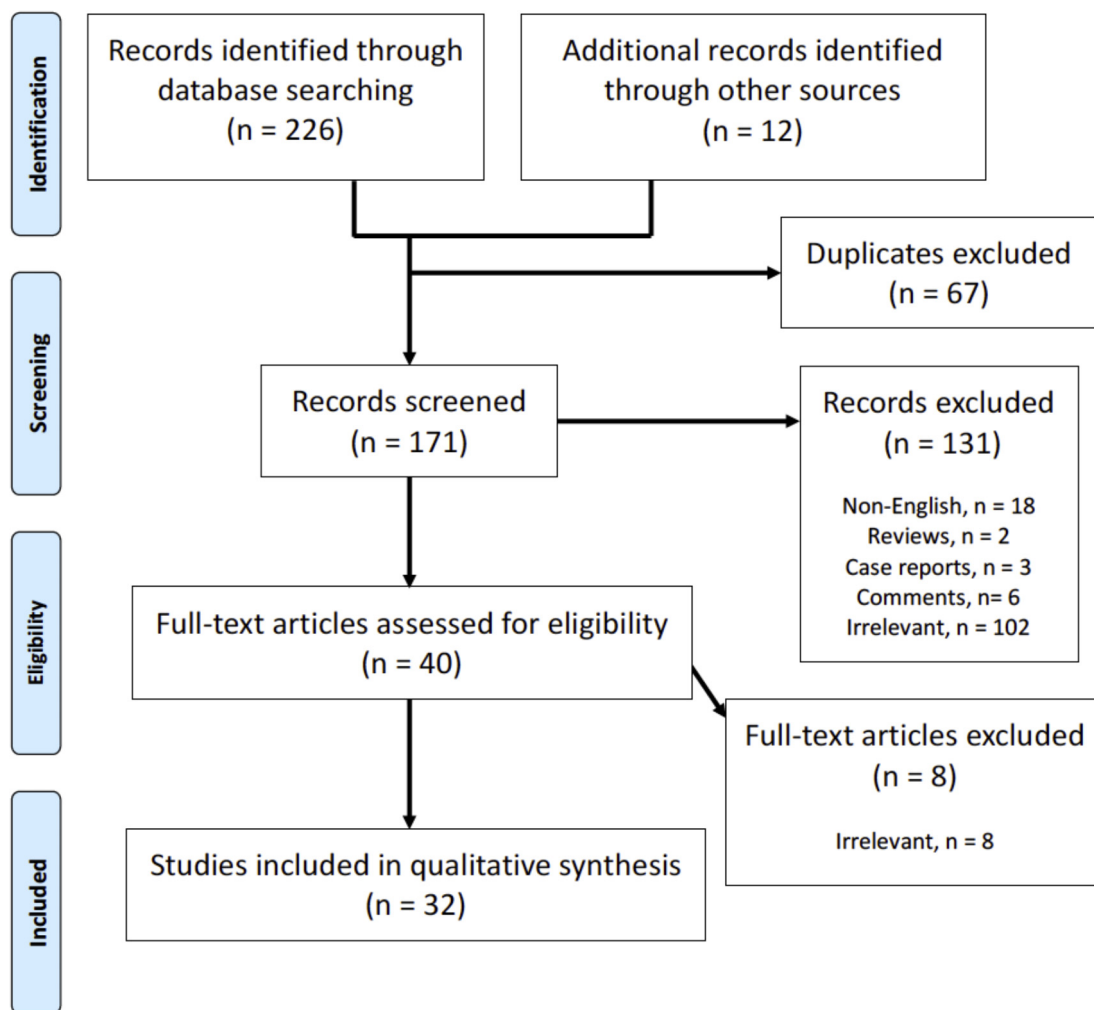 Identification
Records identified through
database searching
(n = 226)
Additional records identified
through other sources
(n = 12)
Duplicates excluded
(n = 67)
Screening
Records screened
(n = 171)
Records excluded
(n = 131)
Non-English, n = 18
Reviews, n = 2
Case reports, n = 3
Comments, n= 6
Irrelevant, n = 102
Eligibility
Full-text articles assessed for eligibility
(n = 40)
Full-text articles excluded
(n = 8)
Irrelevant, n = 8
Included
Studies included in qualitative synthesis
(n = 32)